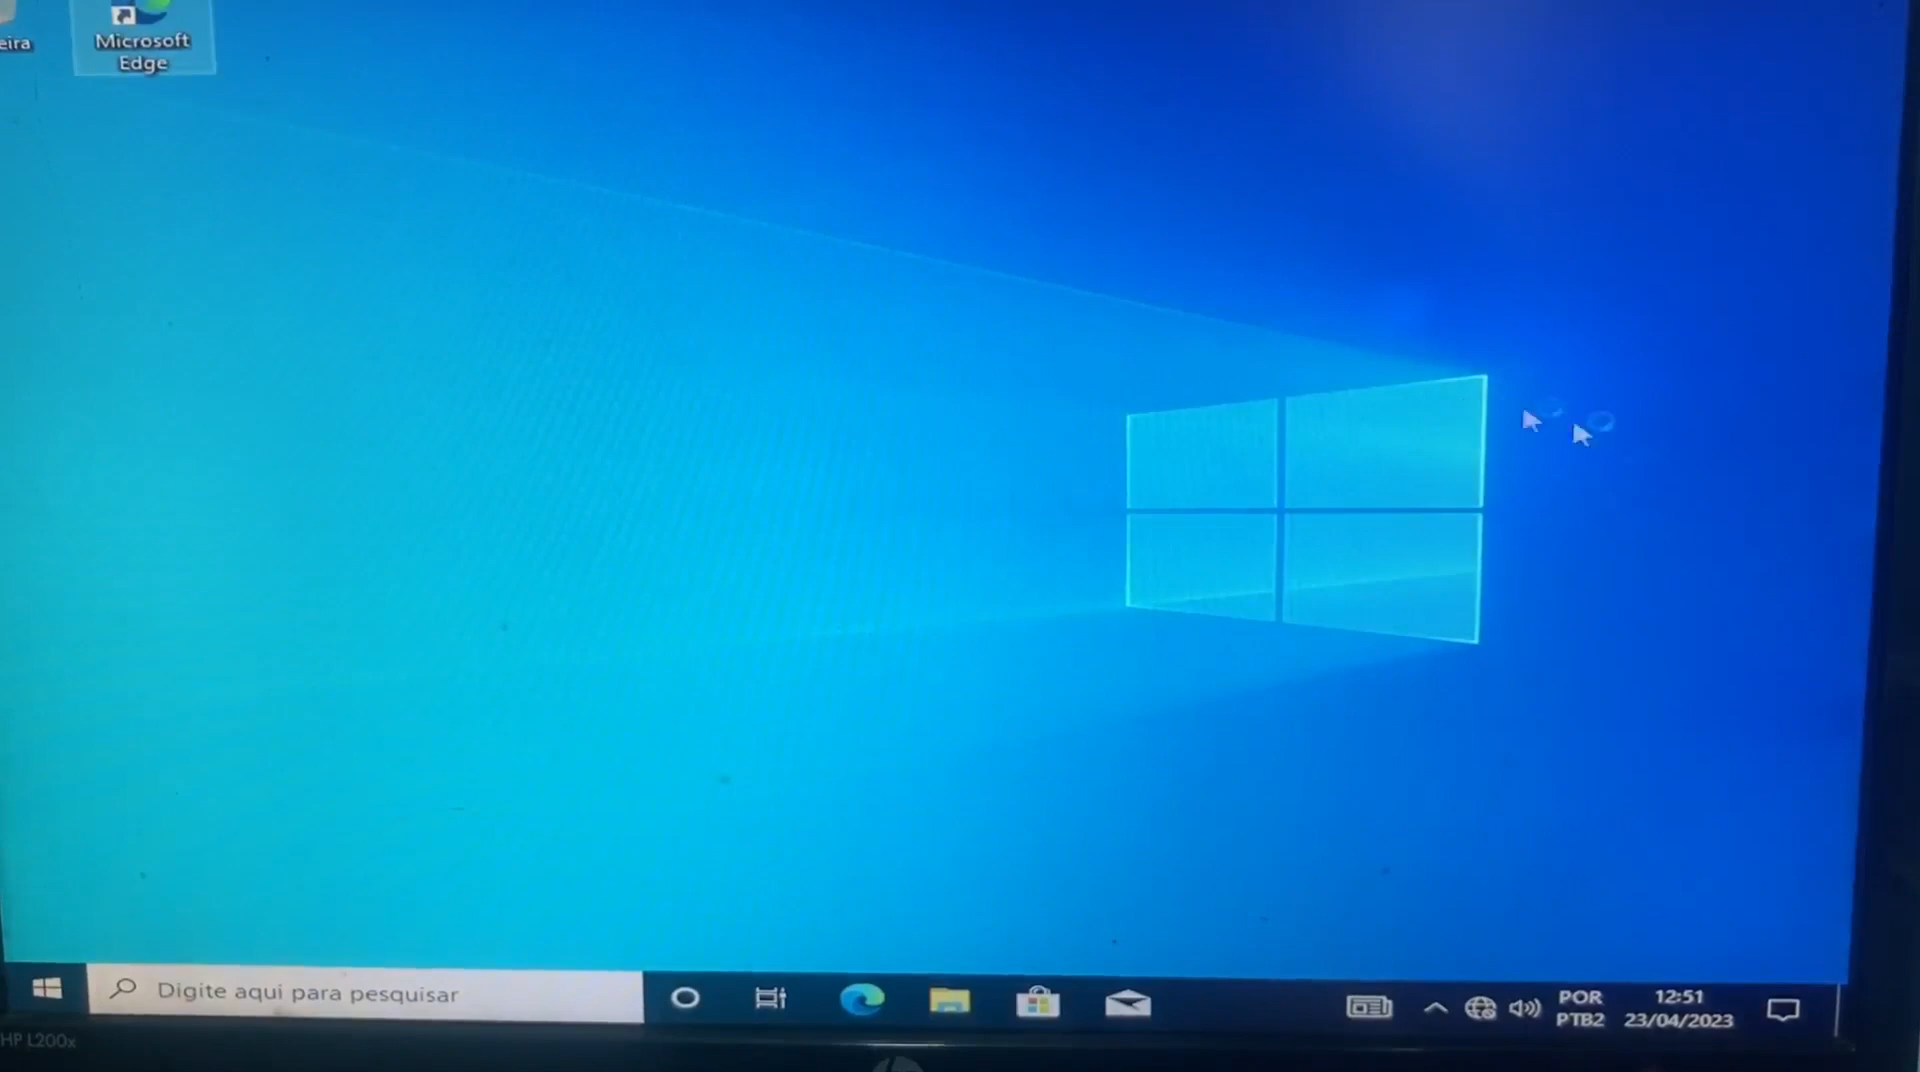 eira
Microsoft
Edge
Digite aqui para pesquisar
POR
PTB2
12:51
23/04/2023
HP L200x